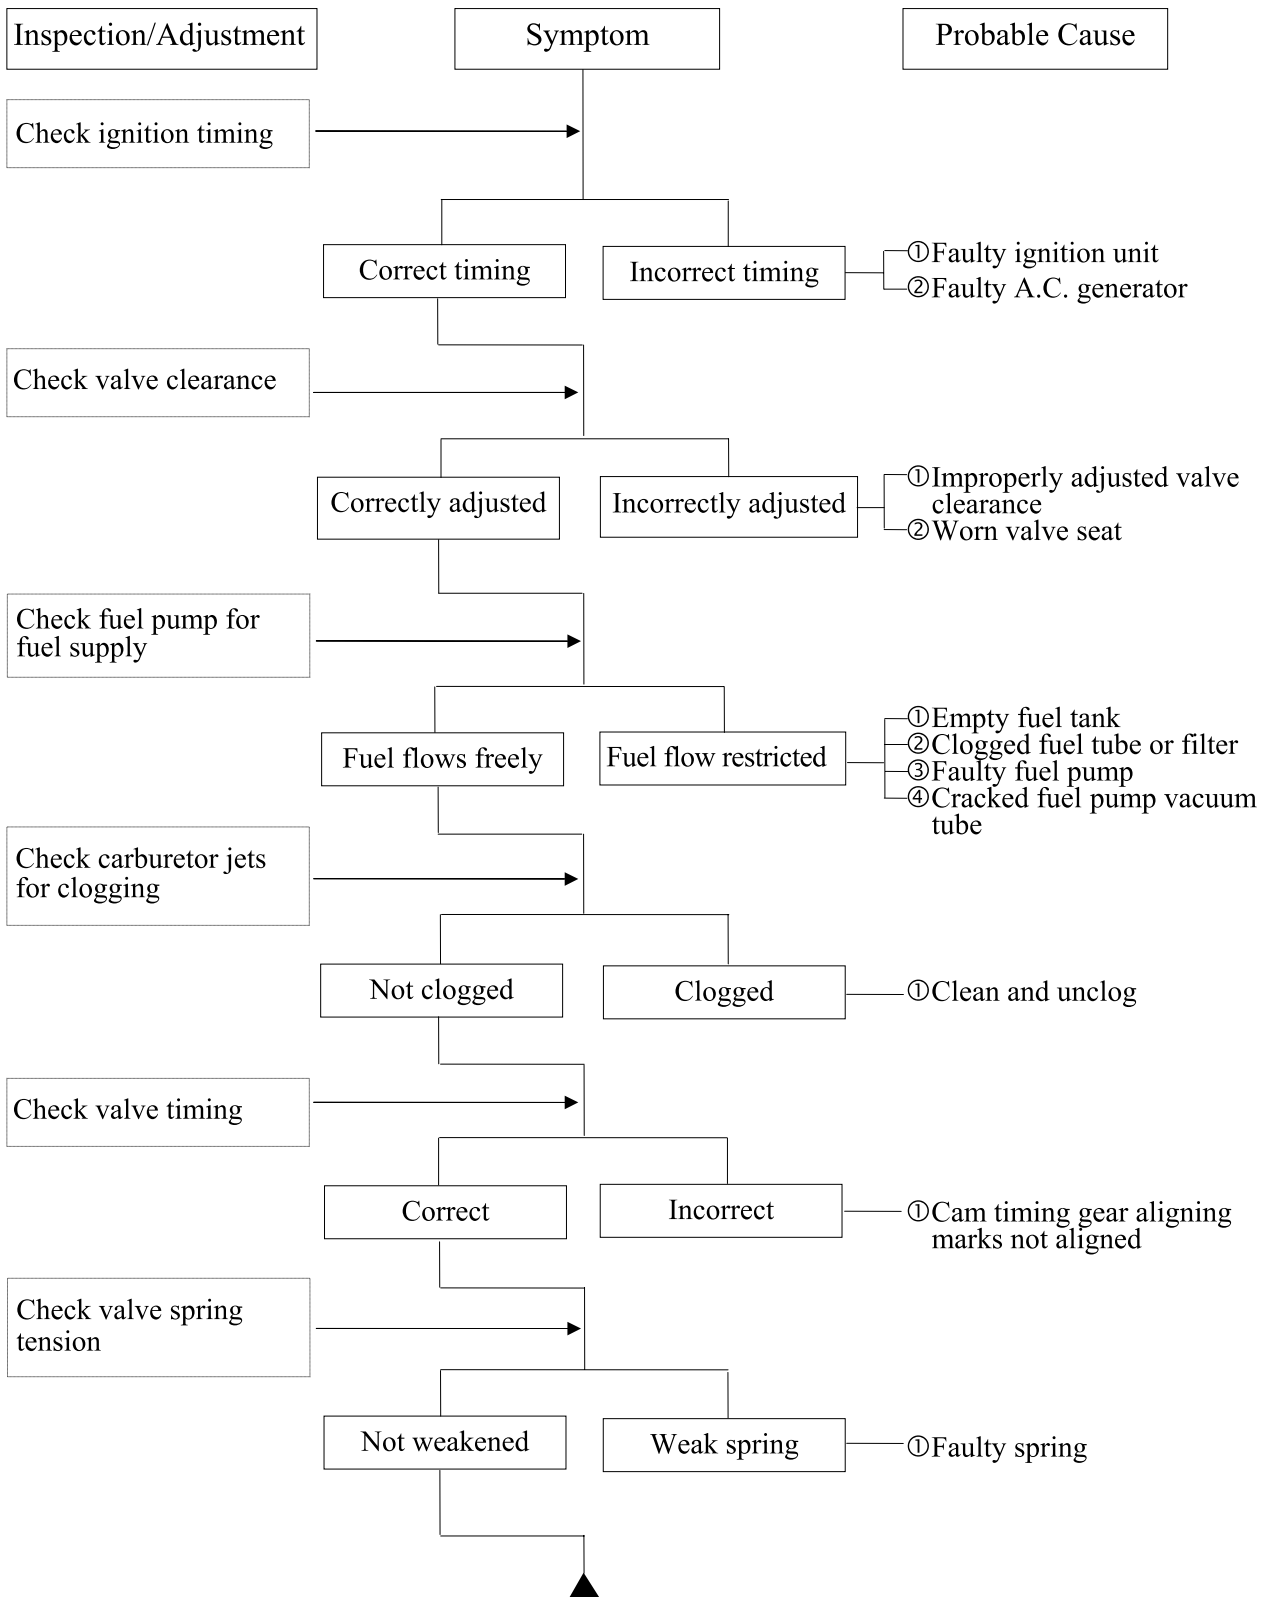 Inspection/Adjustment
Symptom
Probable Cause
Check ignition timing
Correct timing
Incorrect timing
①Faulty ignition unit
②Faulty A.C. generator
Check valve clearance
Correctly adjusted
Incorrectly adjusted
①Improperly adjusted valve
clearance
②Worn valve seat
Check fuel pump for
fuel supply
Fuel flows freely
Fuel flow restricted
①Empty fuel tank
②Clogged fuel tube or filter
③Faulty fuel pump
④Cracked fuel pump vacuum
tube
Check carburetor jets
for clogging
Not clogged
Clogged
①Clean and unclog
Check valve timing
Correct
Incorrect
①Cam timing gear aligning
marks not aligned
Check valve spring
tension
Not weakened
Weak spring
①Faulty spring